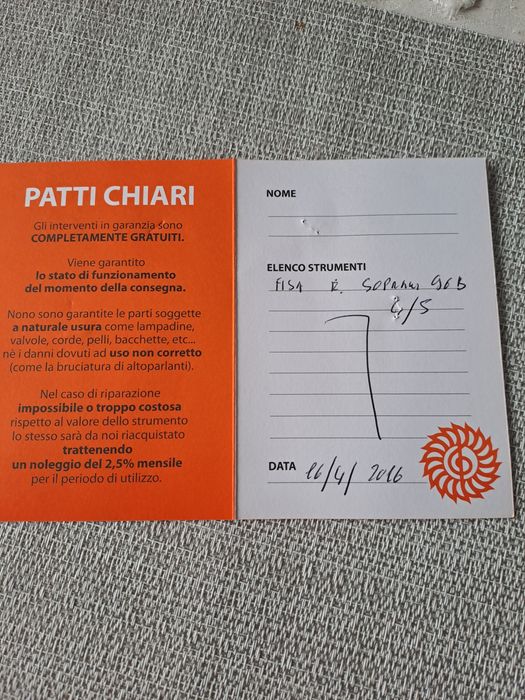 PATTI CHIARI
Gli interventi in garanzia sono
COMPLETAMENTE GRATUITI.
Viene garantito
lo stato di funzionamento
del momento della consegna.
Nono sono garantite le parti soggette
a naturale usura come lampadine,
valvole, corde, pelli, bacchette, etc...
nè i danni dovuti ad uso non corretto
(come la bruciatura di altoparlanti).
Nel caso di riparazione
impossibile o troppo costosa
rispetto al valore dello strumento
lo stesso sarà da noi riacquistato
trattenendo
un noleggio del 2,5% mensile
per il periodo di utilizzo.
NOME
ELENCO STRUMENTI
FISA
4/5
DATA 16/4/2016